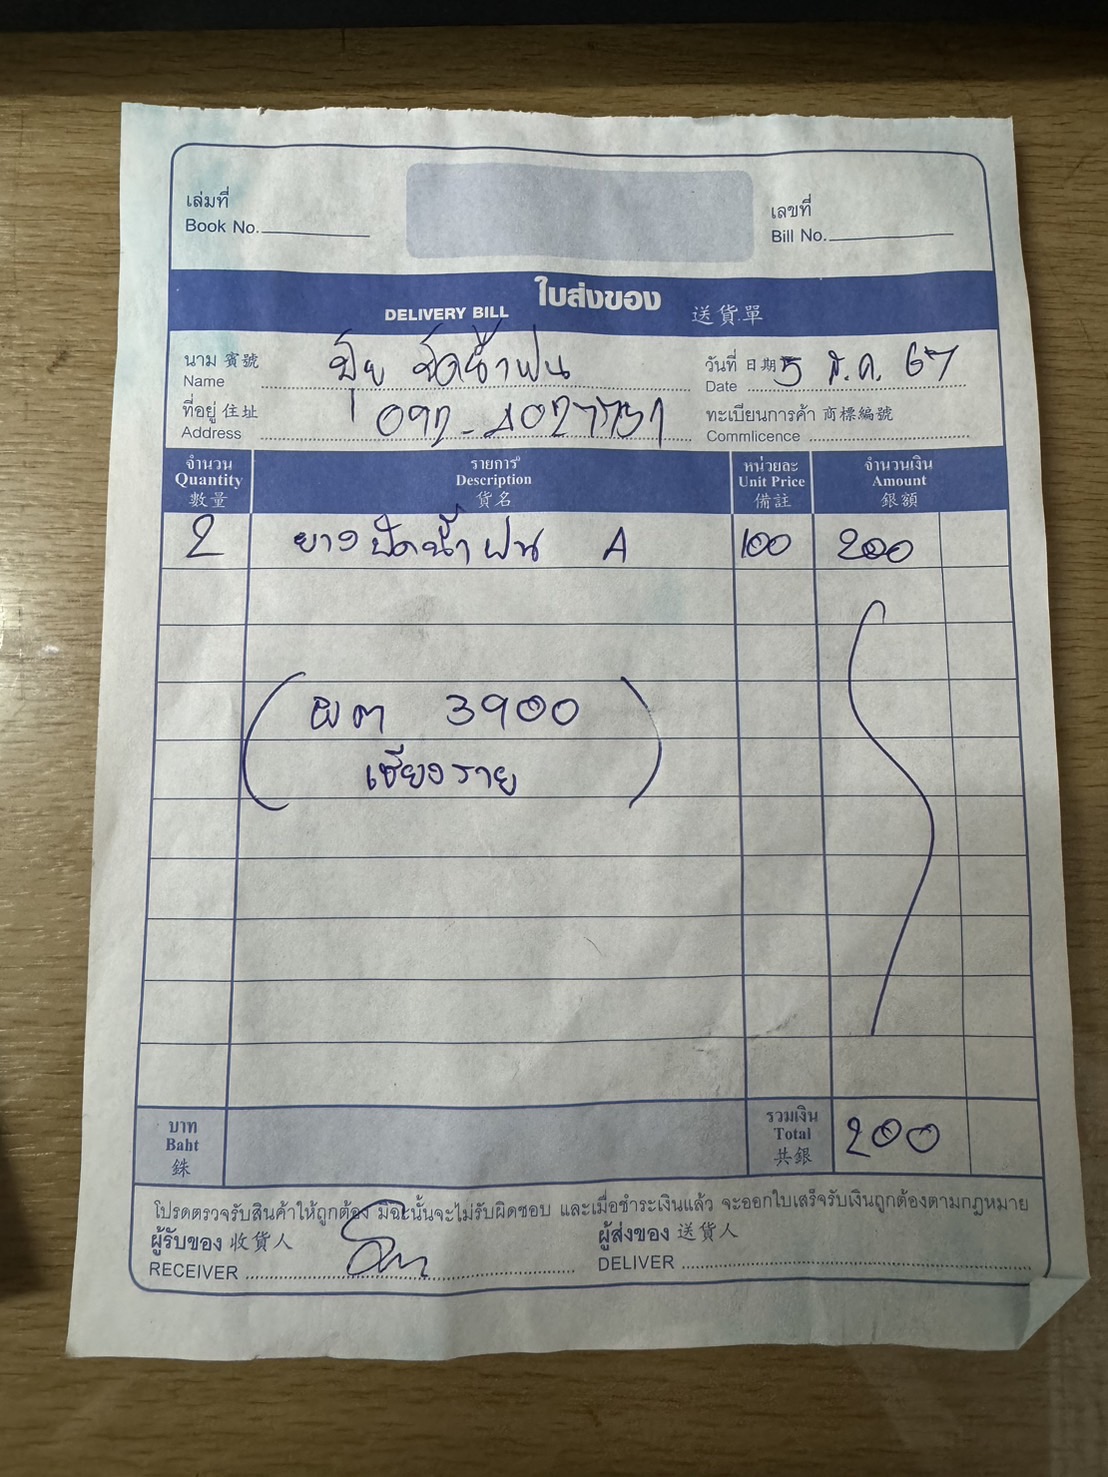 เล่มที่
Book No.
เลขที่
Bill No.
DELIVERY BILL ใบส่งของ 送貨單
นาม 賓號 ปุ้ย ปัดน้ำฝน
Name
วันที่ 日期 5 ธ.ค. 67
Date
ที่อยู่ 住址
Address
ทะเบียนการค้า 商標編號
Commlicence
จำนวน
Quantity
數量
รายการ
Description
貨名
หน่วยละ
Unit Price
備註
จำนวนเงิน
Amount
銀額
2 ยางปัดน้ำฝน A 100 200
(ผต 3900
เชียงราย)
บาท
Baht
銖
รวมเงิน
Total
共銀
200
โปรดตรวจรับสินค้าให้ถูกต้อง มิฉะนั้นจะไม่รับผิดชอบ และเมื่อชำระเงินแล้ว จะออกใบเสร็จรับเงินถูกต้องตามกฎหมาย
ผู้รับของ 收貨人
RECEIVER
ผู้ส่งของ 送貨人
DELIVER